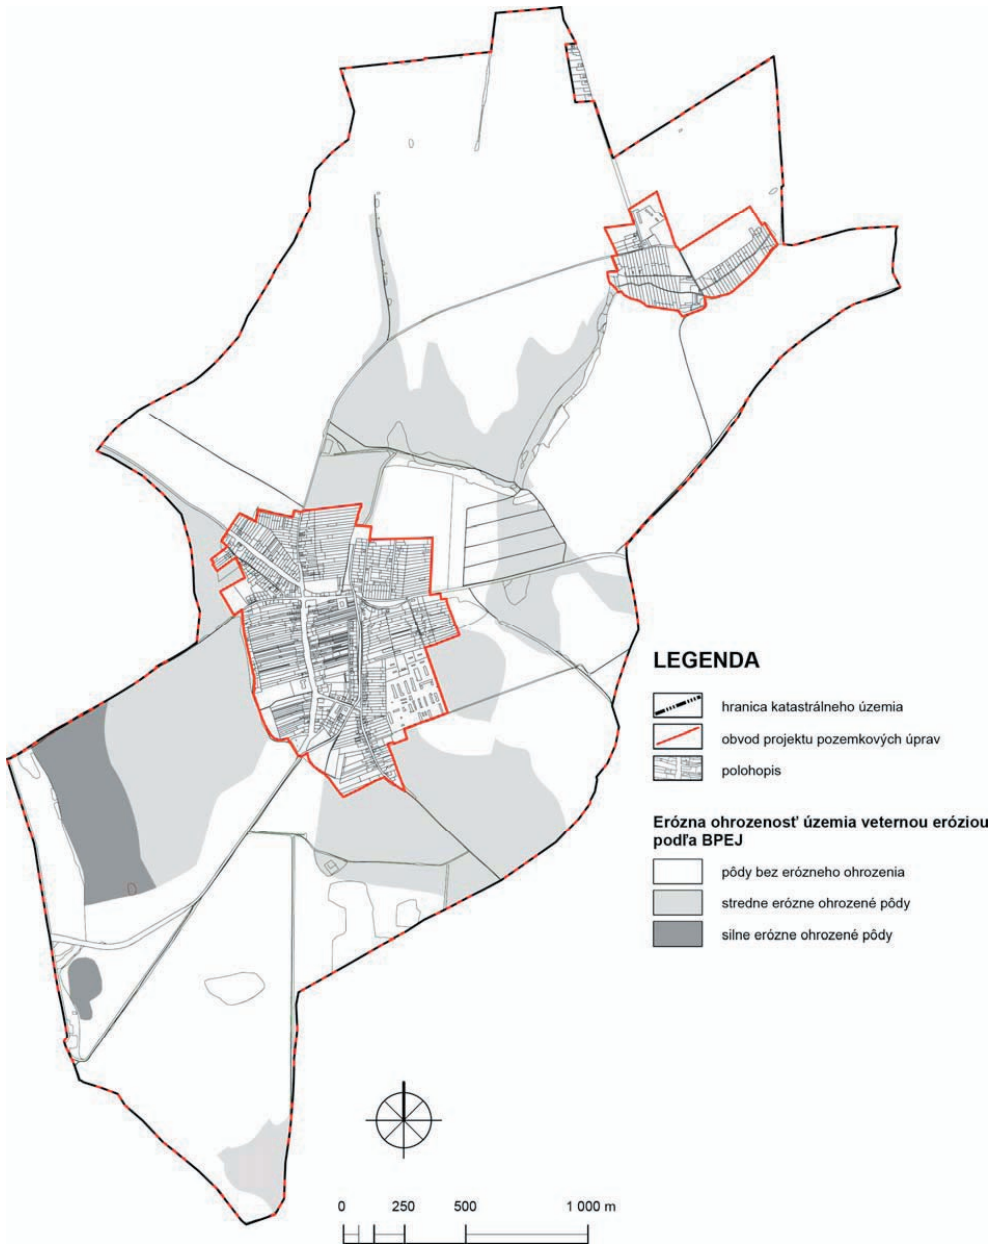 LEGENDA
hranica katastrálneho územia
obvod projektu pozemkových úprav
polohopis
Erózna ohrozenosť územia veternou eróziou
podľa BPEJ
pôdy bez erózneho ohrozenia
stredne erózne ohrozené pôdy
silne erózne ohrozené pôdy
0 250 500 1 000 m